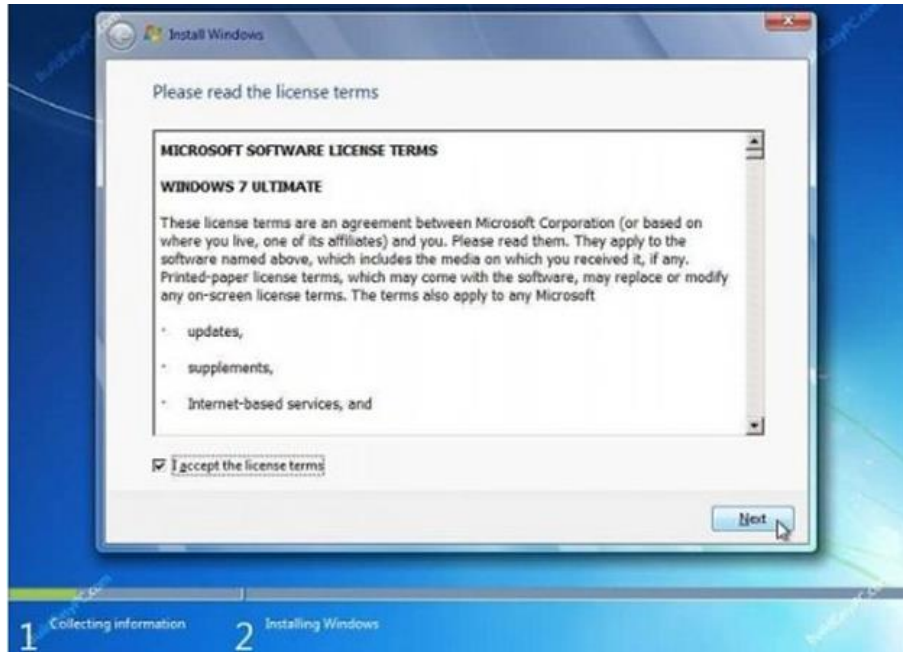 Install Windows
Please read the license terms
MICROSOFT SOFTWARE LICENSE TERMS
WINDOWS 7 ULTIMATE
These license terms are an agreement between Microsoft Corporation (or based on
where you live, one of its affiliates) and you. Please read them. They apply to the
software named above, which includes the media on which you received it, if any.
Printed-paper license terms, which may come with the software, may replace or modify
any on-screen license terms. The terms also apply to any Microsoft
· updates,
· supplements,
· Internet-based services, and
I accept the license terms
Next
1 Collecting information 2 Installing Windows